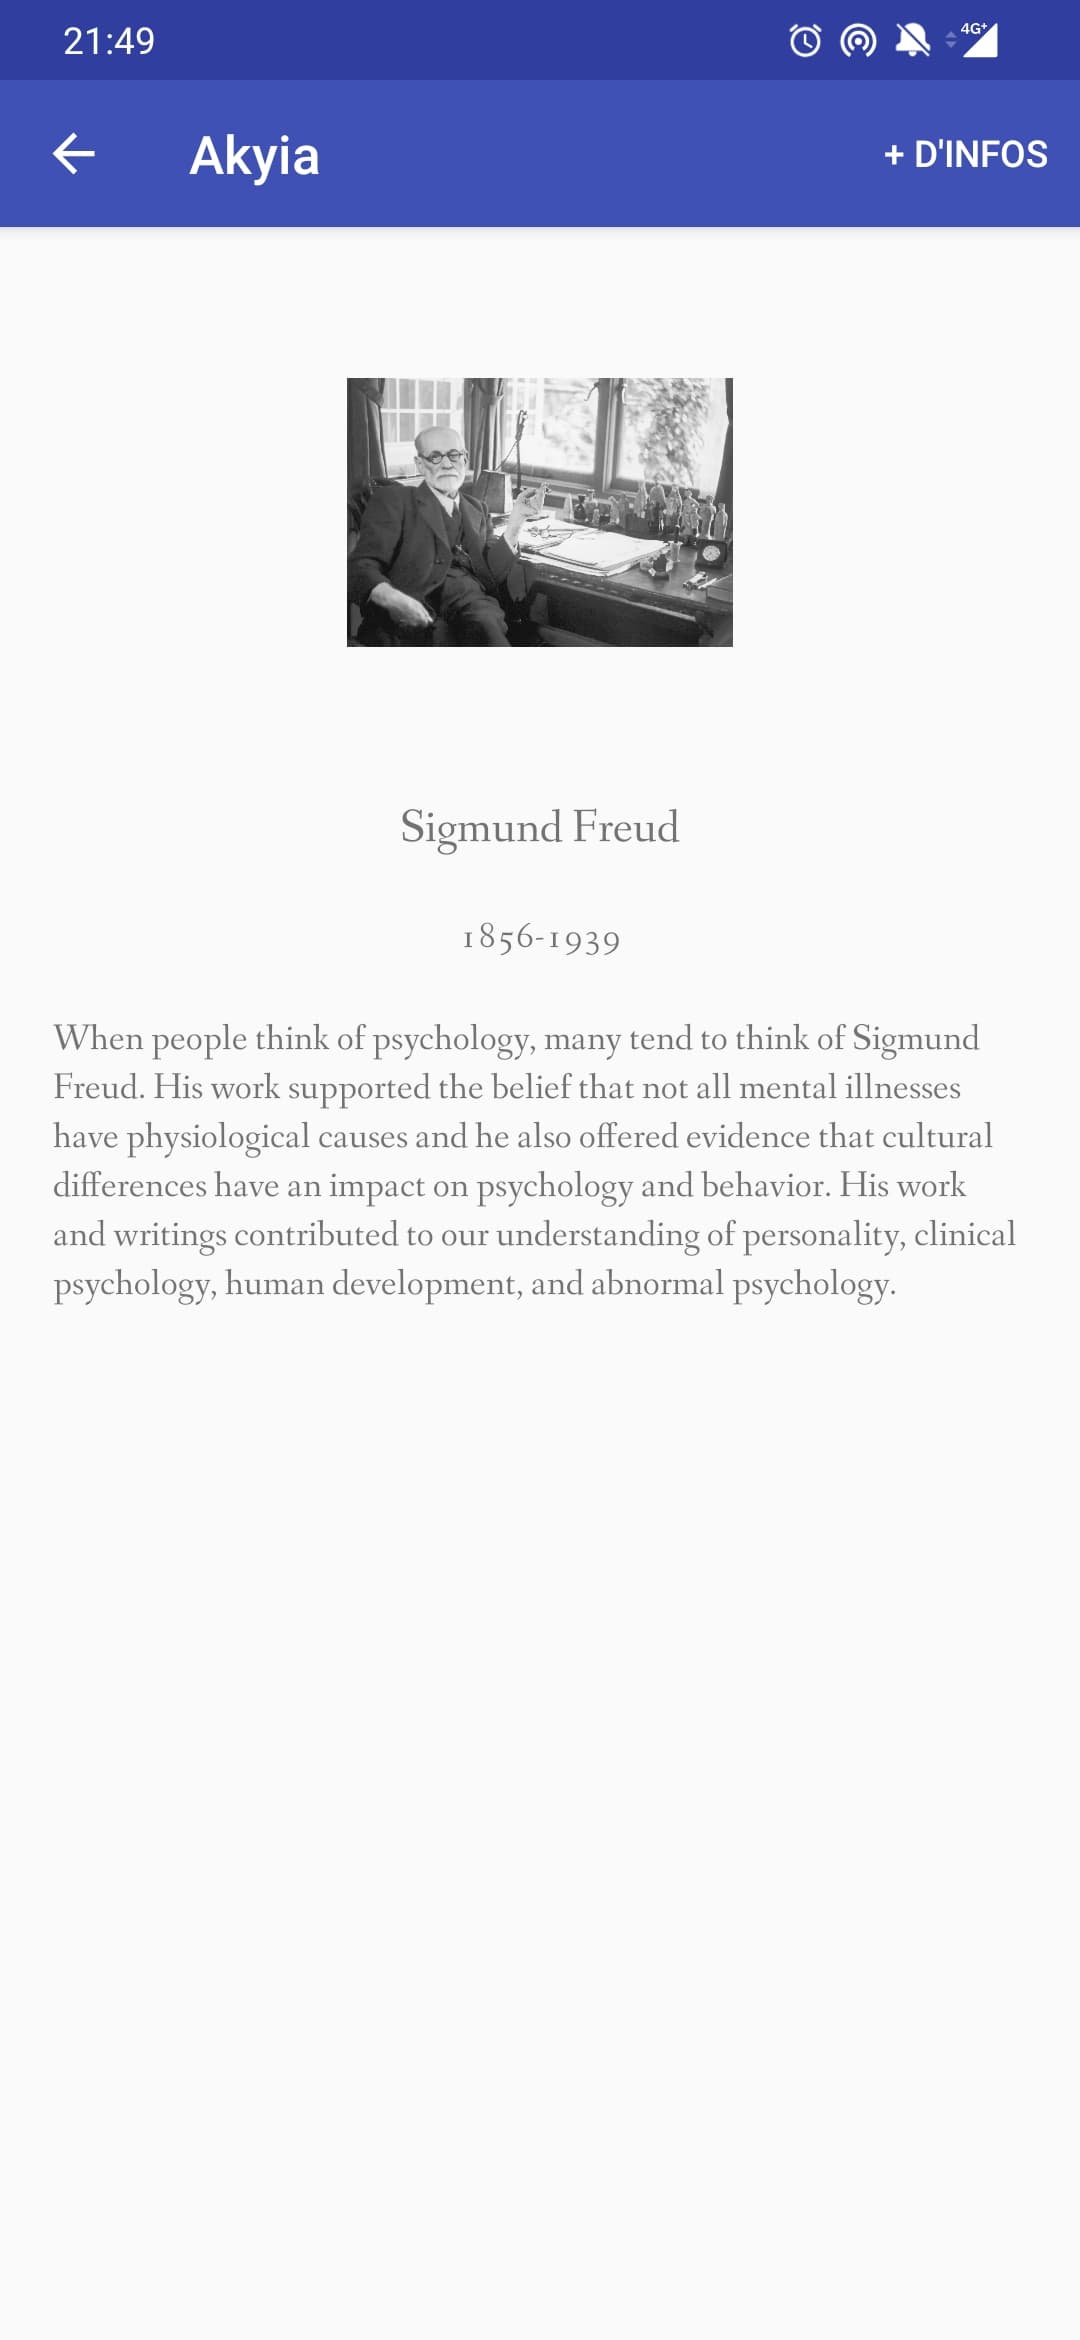 21:49
4G+
Akyia
+ D'INFOS
Sigmund Freud
1856-1939
When people think of psychology, many tend to think of Sigmund
Freud. His work supported the belief that not all mental illnesses
have physiological causes and he also offered evidence that cultural
differences have an impact on psychology and behavior. His work
and writings contributed to our understanding of personality, clinical
psychology, human development, and abnormal psychology.